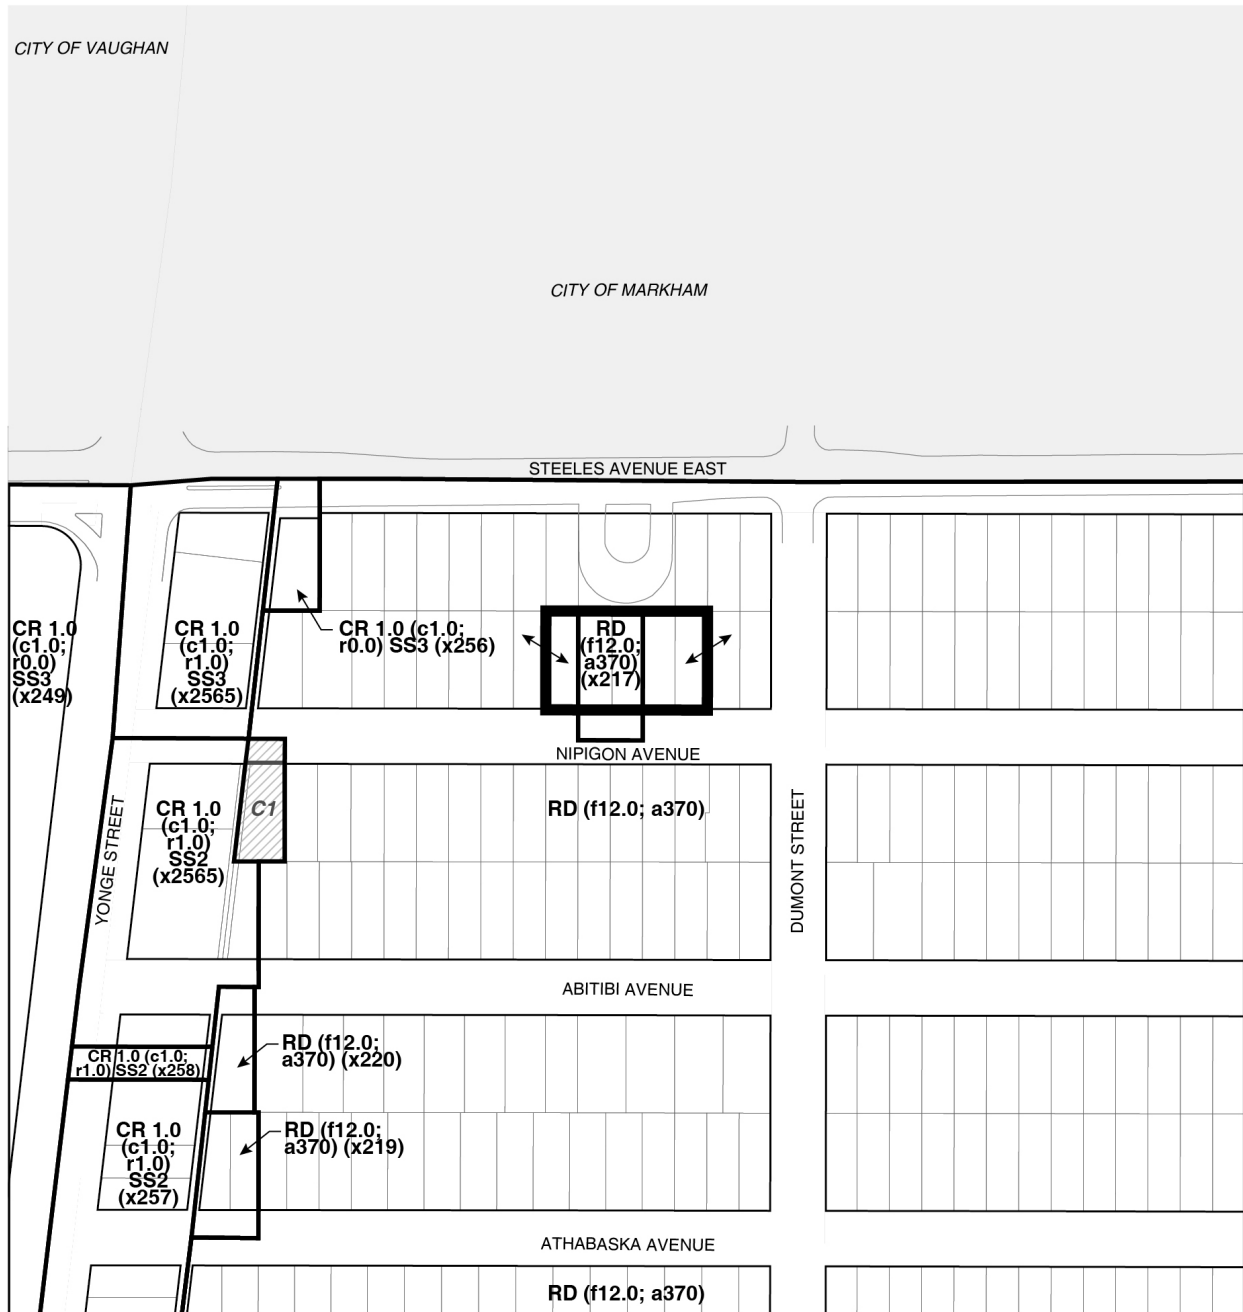 CITY OF VAUGHAN
CITY OF MARKHAM
STEELES AVENUE EAST
CR 1.0
(c1.0;
r0.0)
SS3
(x249)
CR 1.0
(c1.0;
r1.0)
SS3
(x2565)
CR 1.0 (c1.0;
r0.0) SS3 (x256)
RD
(f12.0;
a370)
(x217)
NIPIGON AVENUE
YONGE STREET
CR 1.0
(c1.0;
r1.0)
SS2
(x2565)
C1
RD (f12.0; a370)
DUMONT STREET
ABITIBI AVENUE
CR 1.0 (c1.0;
r1.0) SS2 (x258)
RD (f12.0;
a370) (x220)
CR 1.0
(c1.0;
r1.0)
SS2
(x257)
RD (f12.0;
a370) (x219)
ATHABASKA AVENUE
RD (f12.0; a370)